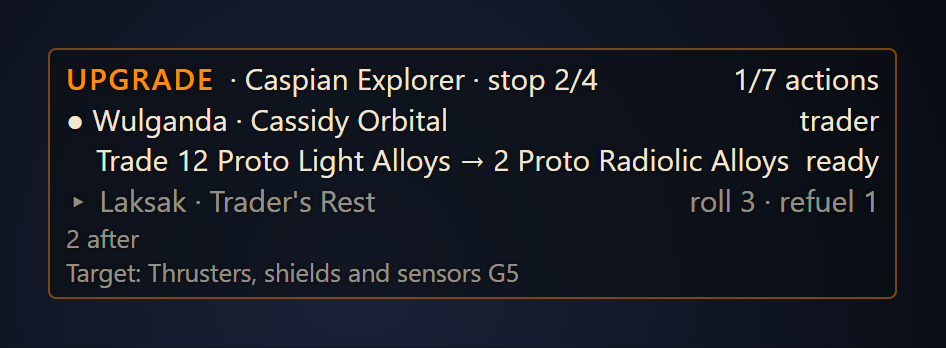 UPGRADE · Caspian Explorer · stop 2/4 1/7 actions
● Wulganda · Cassidy Orbital trader
Trade 12 Proto Light Alloys → 2 Proto Radiolic Alloys ready
▸ Laksak · Trader's Rest roll 3 · refuel 1
2 after
Target: Thrusters, shields and sensors G5